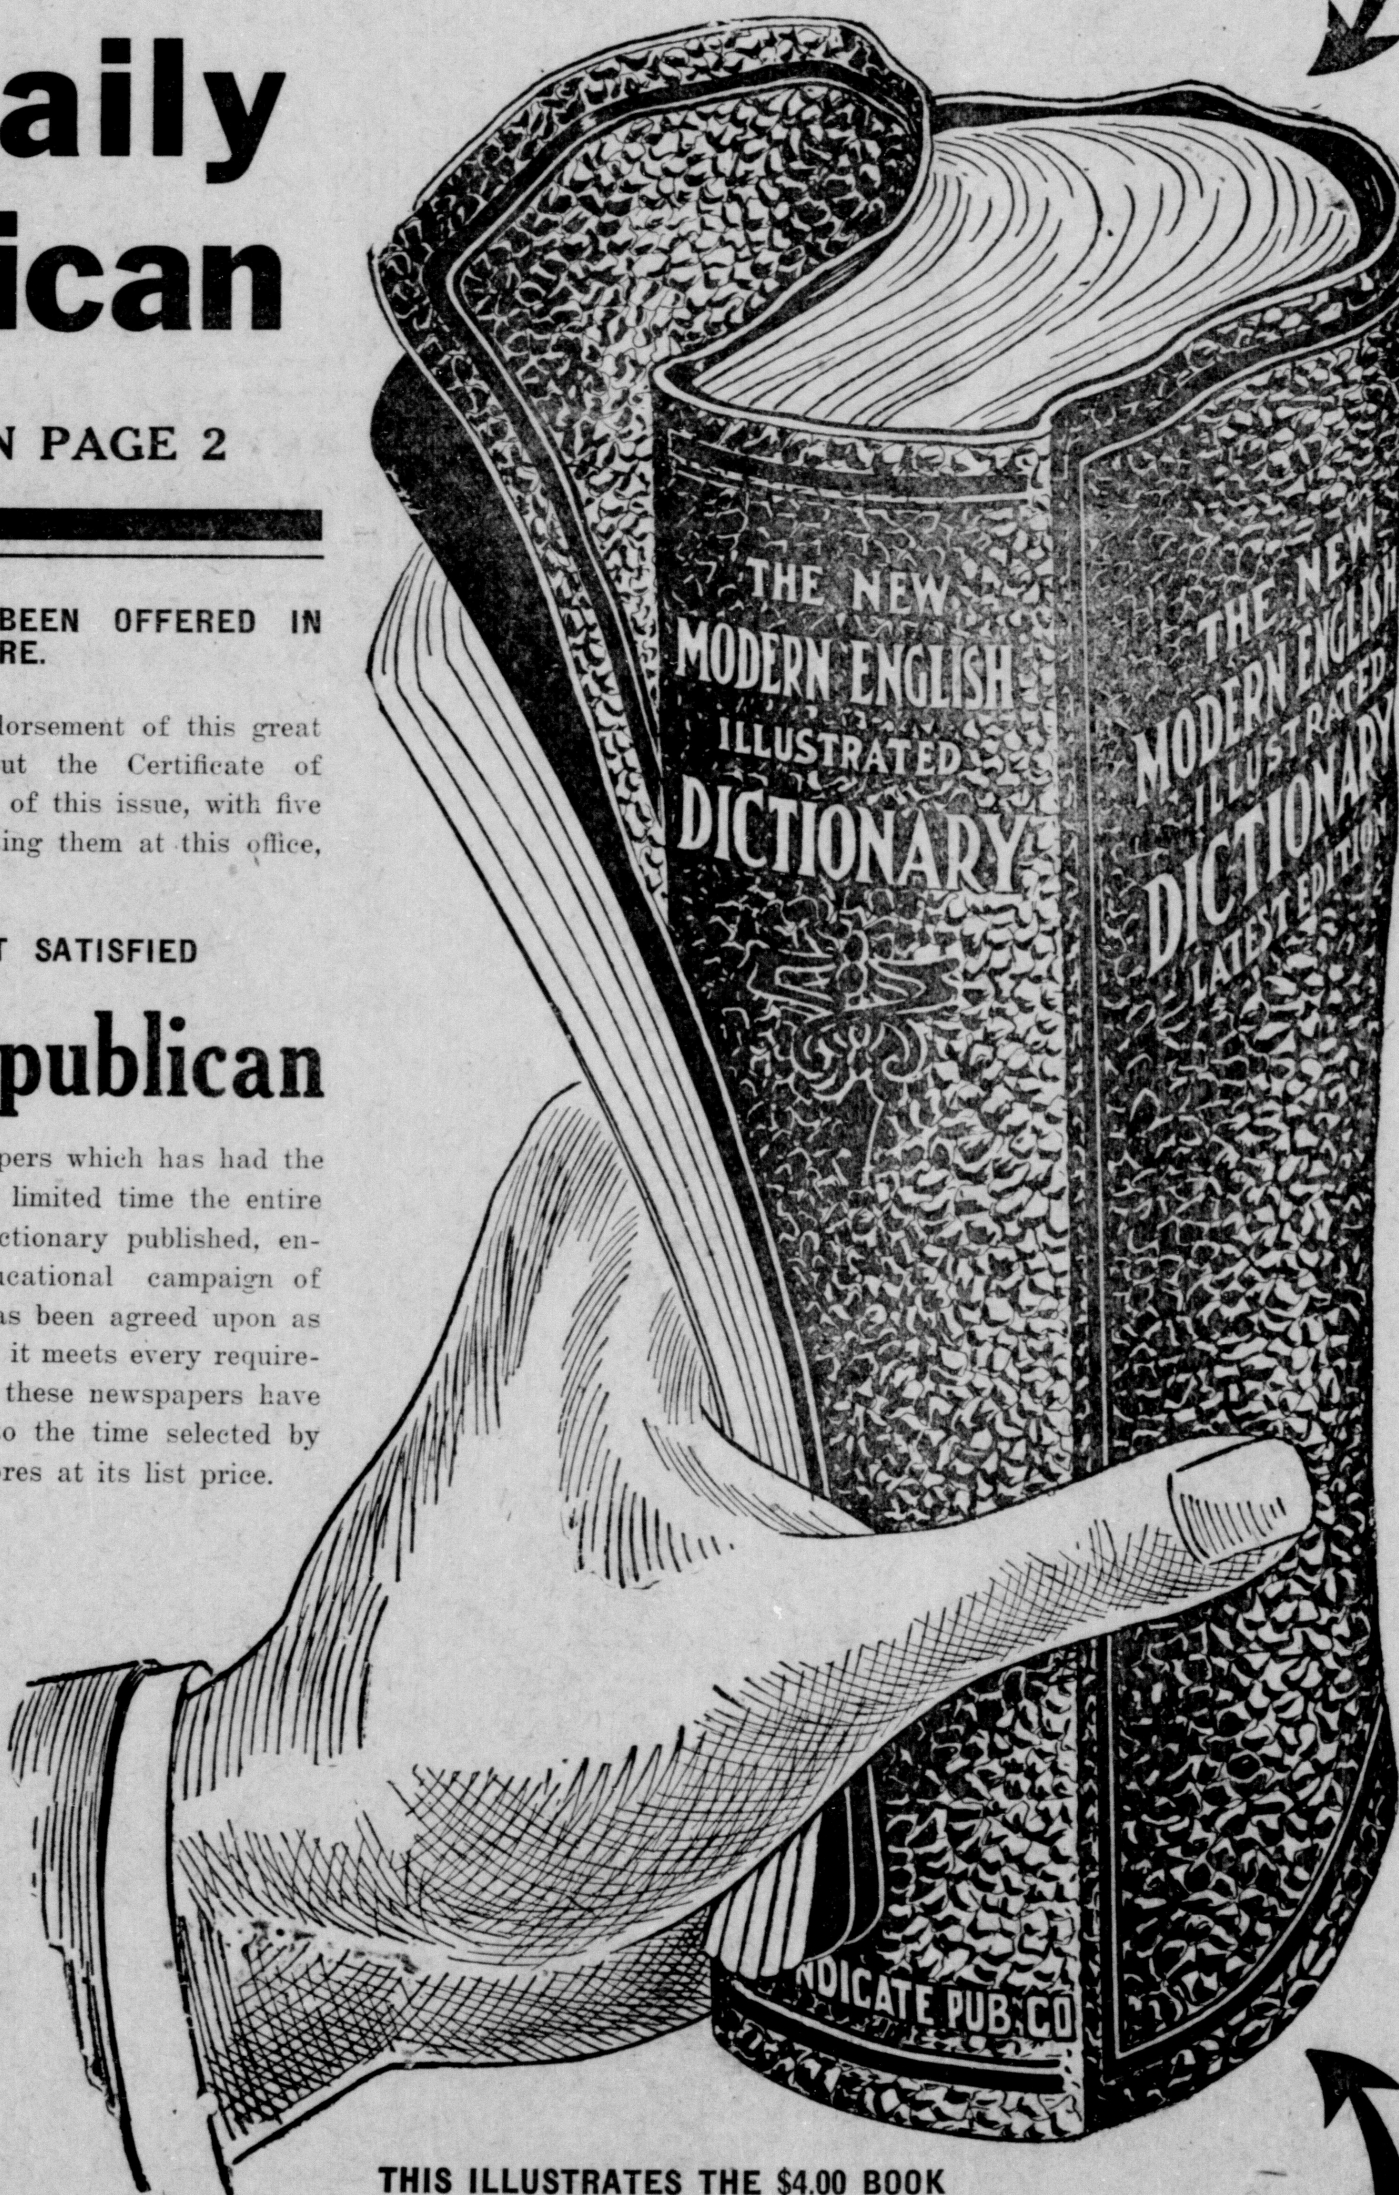 aily
ican
N PAGE 2
BEEN OFFERED IN
RE.
lorsement of this great
ut the Certificate of
of this issue, with five
ing them at this office,
T SATISFIED
publican
pers which has had the
limited time the entire
ctionary published, en-
ucational campaign of
as been agreed upon as
it meets every require-
these newspapers have
o the time selected by
res at its list price.
THE NEW
MODERN ENGLISH
ILLUSTRATED
DICTIONARY
NDICATE PUB. CO
THE NEW
MODERN ENGLISH
ILLUSTRATED
DICTIONARY
LATEST EDITION
THIS ILLUSTRATES THE $4.00 BOOK